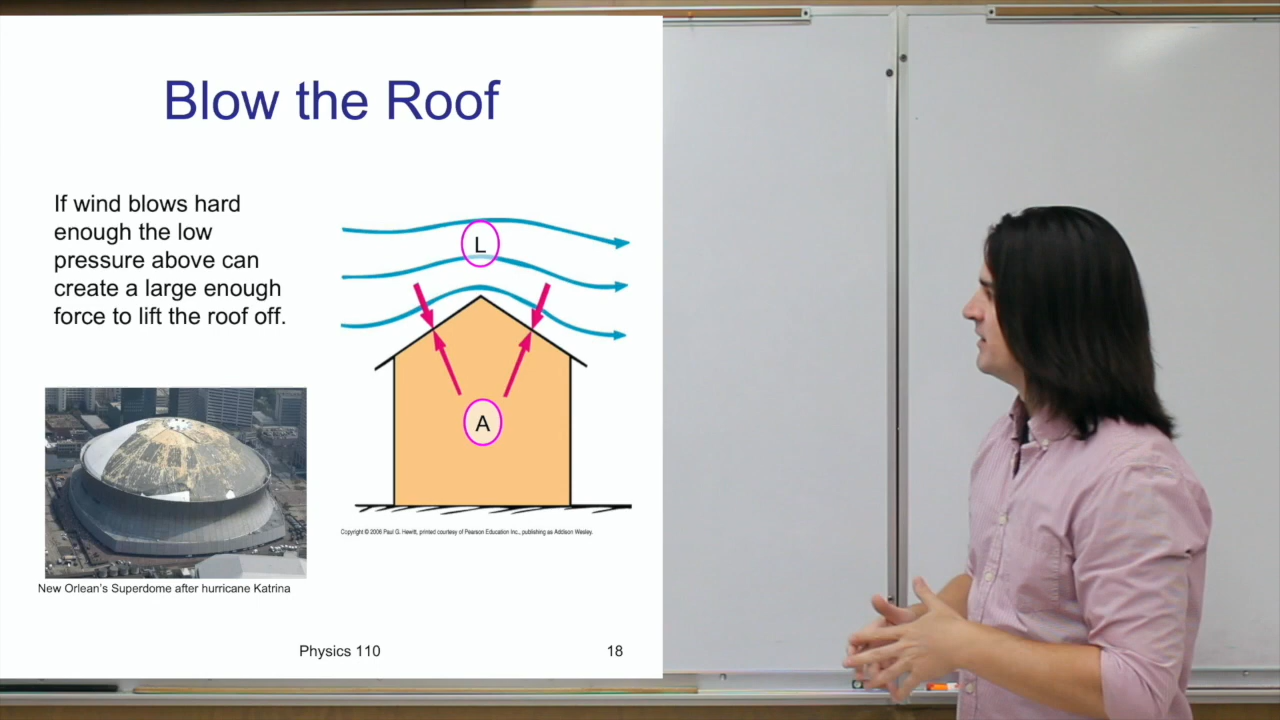 Blow the Roof
If wind blows hard
enough the low
pressure above can
create a large enough
force to lift the roof off.
L
A
Copyright © 2006 Paul G. Hewitt, printed courtesy of Pearson Education Inc., publishing as Addison Wesley.
New Orlean's Superdome after hurricane Katrina
Physics 110
18